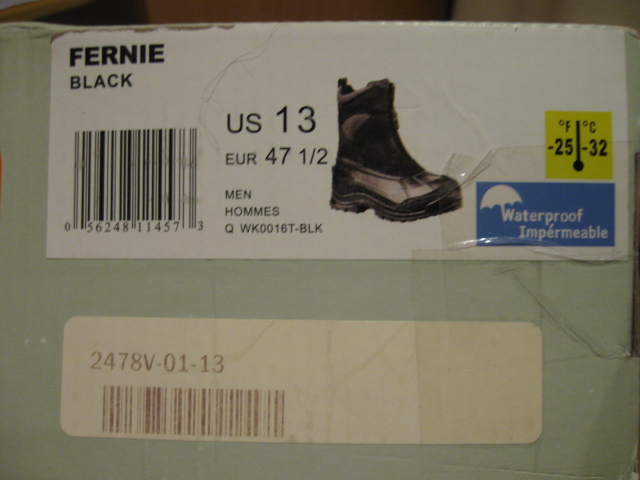 FERNIE
BLACK
US 13
EUR 47 1/2
MEN
HOMMES
Q WK0016T-BLK
0 56248 11457 3
°F °C
-25 -32
Waterproof
Imperméable
2478V-01-13